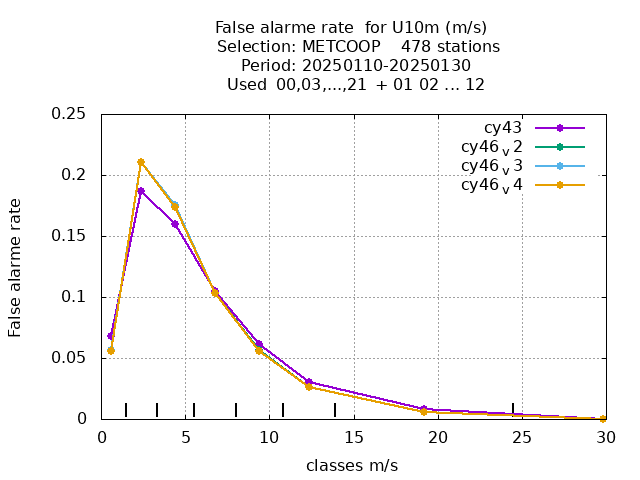 False alarme rate  for U10m (m/s)
Selection: METCOOP    478 stations
Period: 20250110-20250130
Used  00,03,...,21  + 01 02 ... 12
cy43
cy46 v 2
cy46 v 3
cy46 v 4
0.25
0.2
0.15
0.1
0.05
0
False alarme rate
0 5 10 15 20 25 30
classes m/s